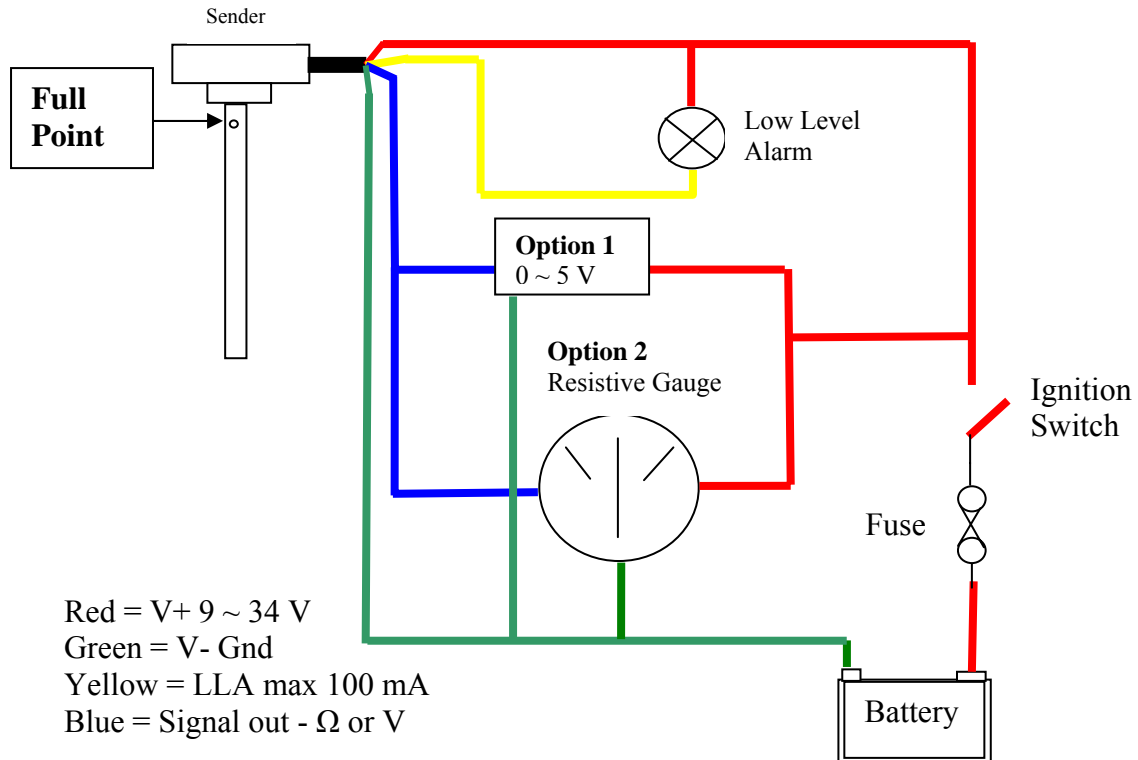 Sender
Full
Point
Low Level
Alarm
Option 1
0 ~ 5 V
Option 2
Resistive Gauge
Ignition
Switch
Fuse
Red = V+ 9 ~ 34 V
Green = V- Gnd
Yellow = LLA max 100 mA
Blue = Signal out - Ω or V
Battery